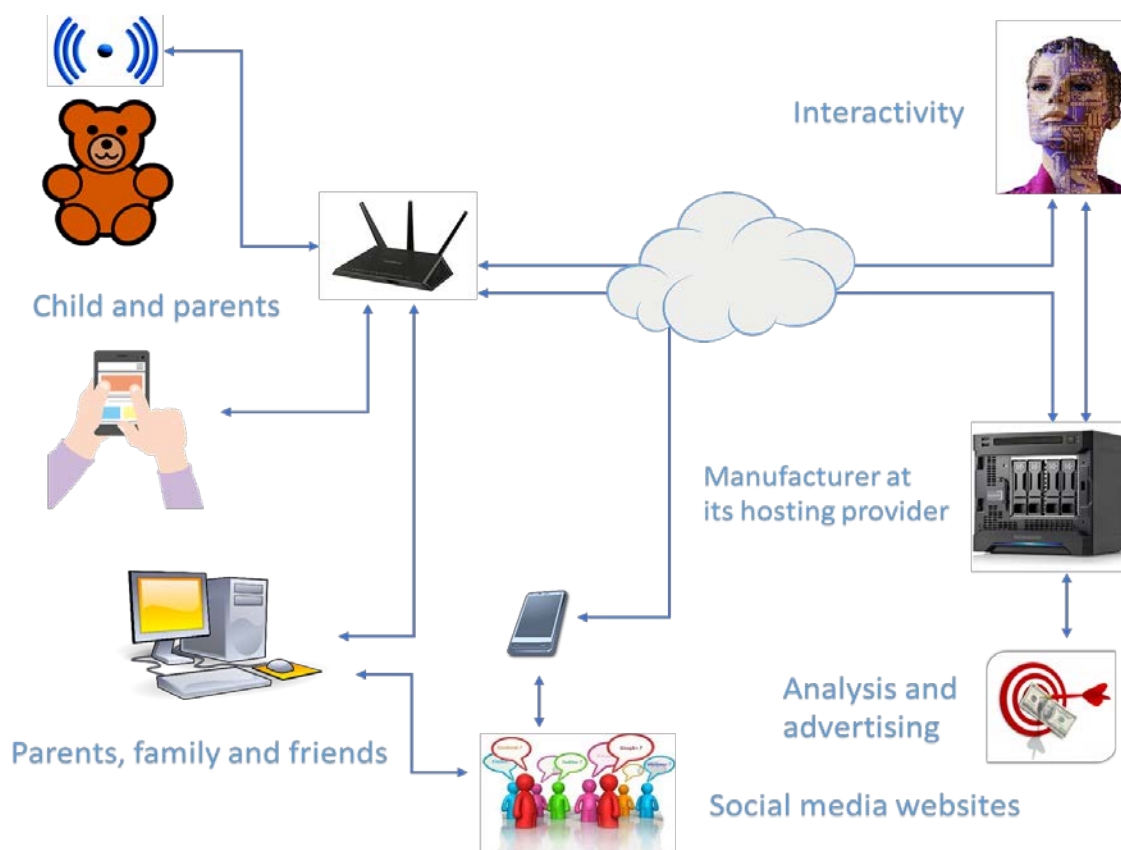 Interactivity
Child and parents
Manufacturer at
its hosting provider
Analysis and
advertising
Parents, family and friends
Social media websites